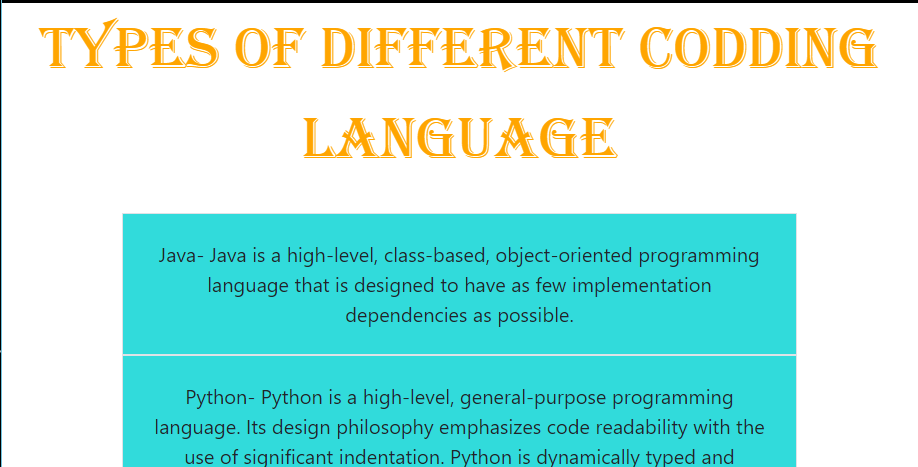 TYPES OF DIFFERENT CODDING
LANGUAGE
Java- Java is a high-level, class-based, object-oriented programming
language that is designed to have as few implementation
dependencies as possible.
Python- Python is a high-level, general-purpose programming
language. Its design philosophy emphasizes code readability with the
use of significant indentation. Python is dynamically typed and